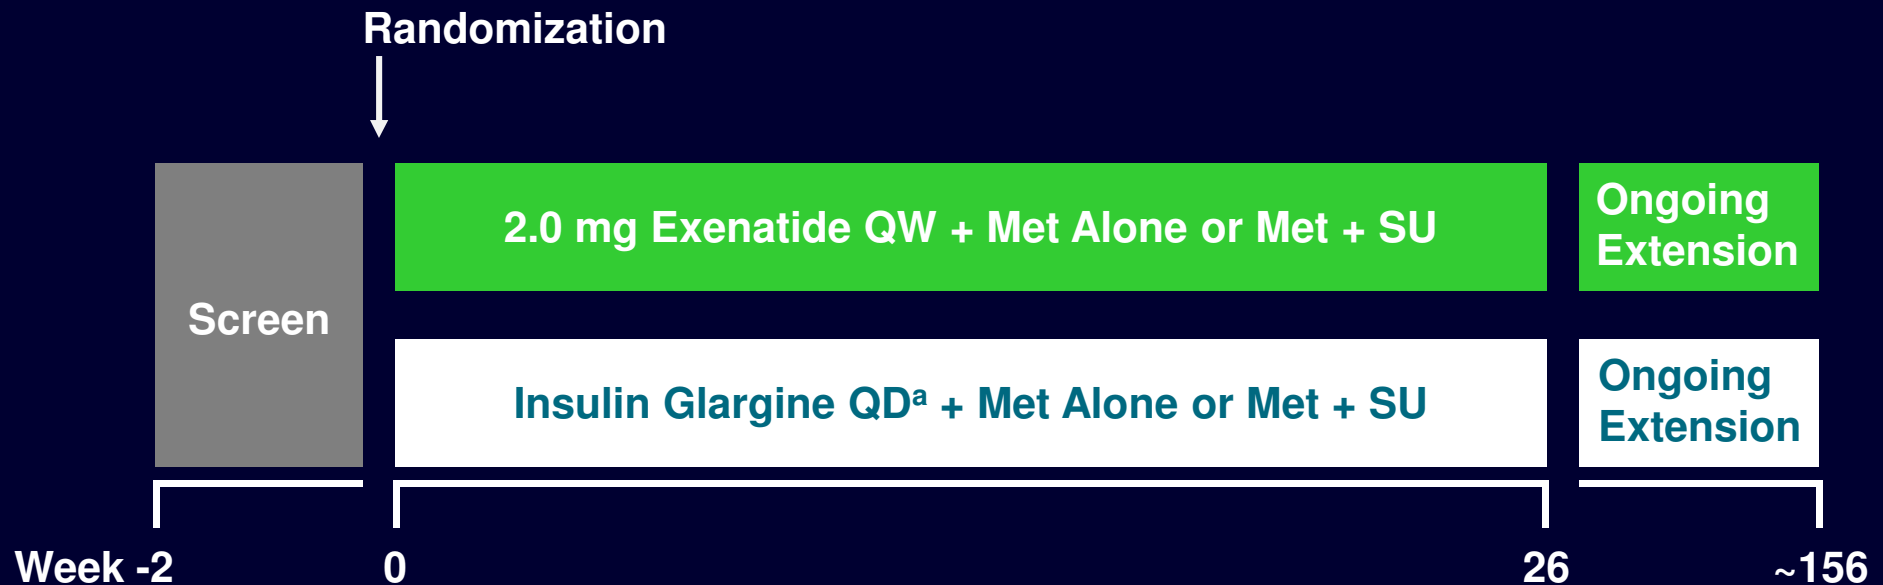 Randomization
2.0 mg Exenatide QW + Met Alone or Met + SU
Ongoing
Extension
Screen
Insulin Glargine QDᵃ + Met Alone or Met + SU
Ongoing
Extension
Week -2
0
26
~156